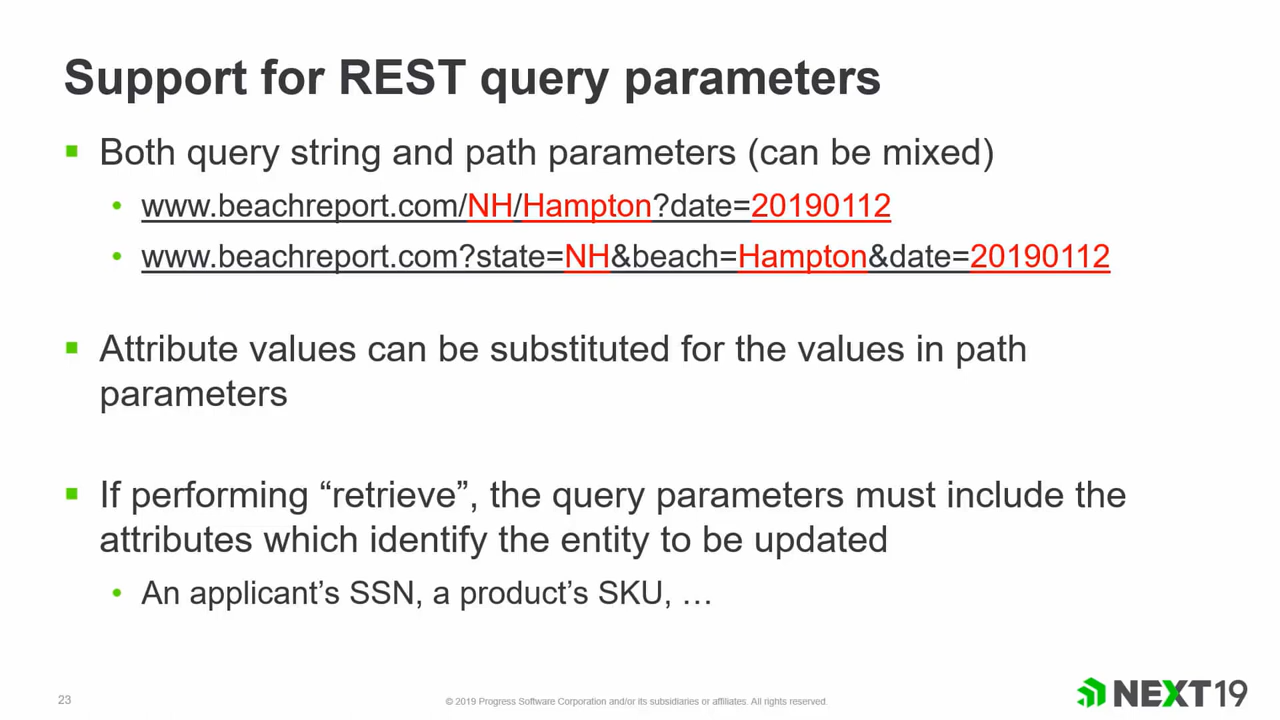 Support for REST query parameters
Both query string and path parameters (can be mixed)
www.beachreport.com/NH/Hampton?date=20190112
www.beachreport.com?state=NH&beach=Hampton&date=20190112
Attribute values can be substituted for the values in path
parameters
If performing “retrieve”, the query parameters must include the
attributes which identify the entity to be updated
An applicant’s SSN, a product’s SKU, …
23
© 2019 Progress Software Corporation and/or its subsidiaries or affiliates. All rights reserved.
NEXT19